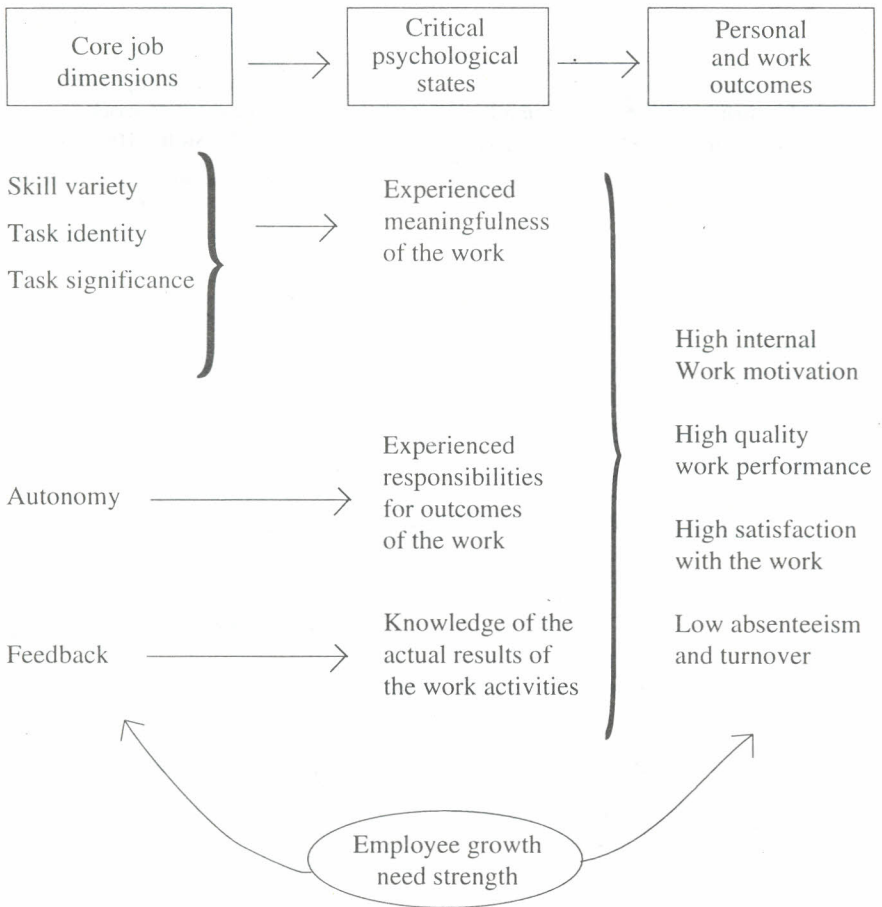 Core job
dimensions
Critical
psychological
states
Personal
and work
outcomes
Skill variety
Task identity
Task significance
Experienced
meaningfulness
of the work
High internal
Work motivation
High quality
work performance
High satisfaction
with the work
Low absenteeism
and turnover
Autonomy
Experienced
responsibilities
for outcomes
of the work
Feedback
Knowledge of the
actual results of
the work activities
Employee growth
need strength